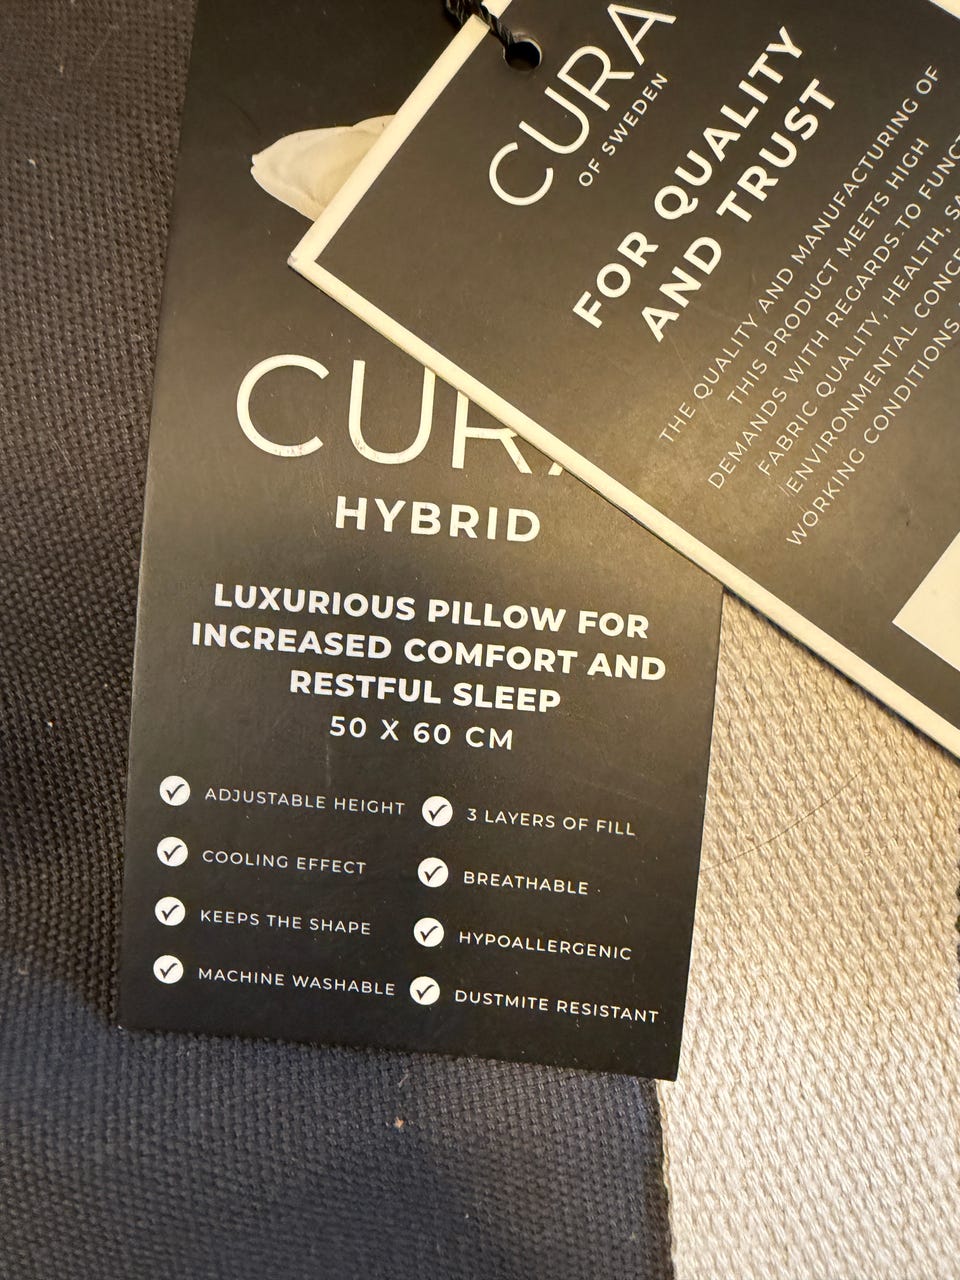 CURA
OF SWEDEN
FOR QUALITY
AND TRUST
THE QUALITY AND MANUFACTURING OF
THIS PRODUCT MEETS HIGH
DEMANDS WITH REGARDS TO
FABRIC QUALITY, HEALTH,
ENVIRONMENTAL
WORKING CONDITIONS
CURA
HYBRID
LUXURIOUS PILLOW FOR
INCREASED COMFORT AND
RESTFUL SLEEP
50 X 60 CM
ADJUSTABLE HEIGHT
3 LAYERS OF FILL
COOLING EFFECT
BREATHABLE
KEEPS THE SHAPE
HYPOALLERGENIC
MACHINE WASHABLE
DUSTMITE RESISTANT